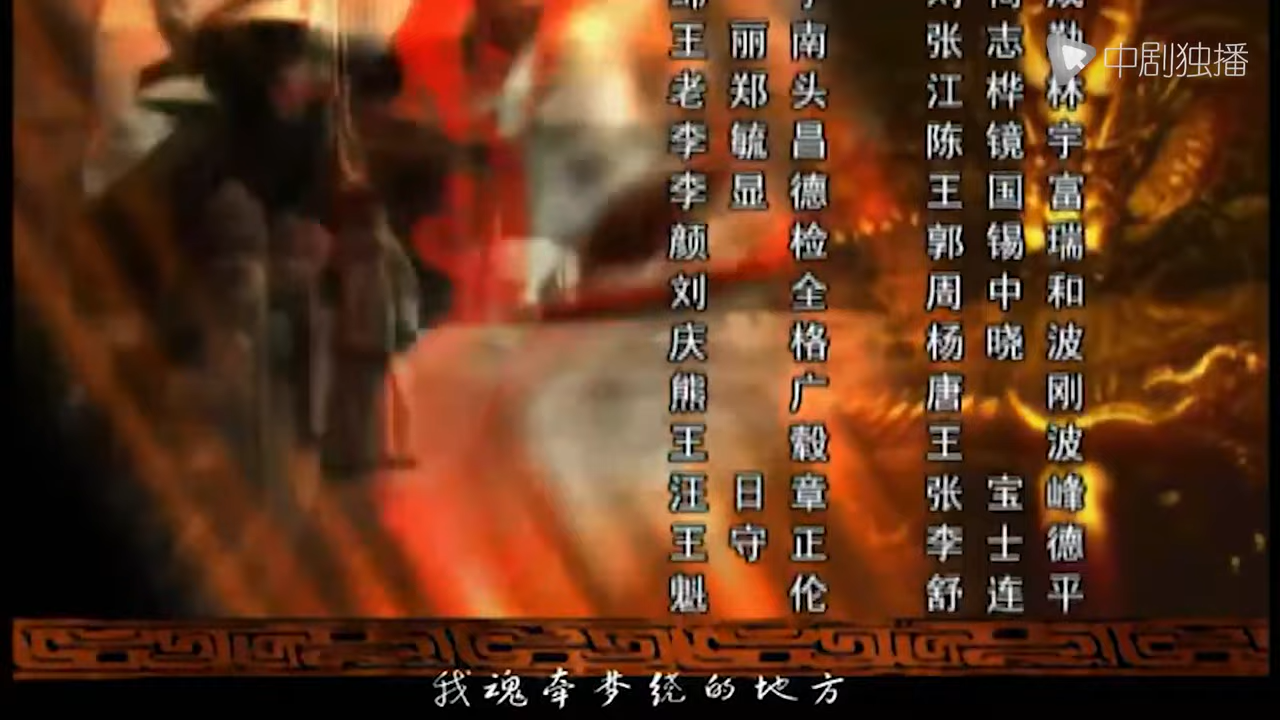 王丽南 张志勤
中剧独播
老郑头 江桦林
李毓昌 陈镜宇
李显德 王国富
颜检 郭锡瑞
刘全 周中和
庆格 杨晓波
熊广 唐刚
王毂 王波
汪日章 张宝峰
王守正 李士德
魁伦 舒连平
我魂牵梦绕的地方